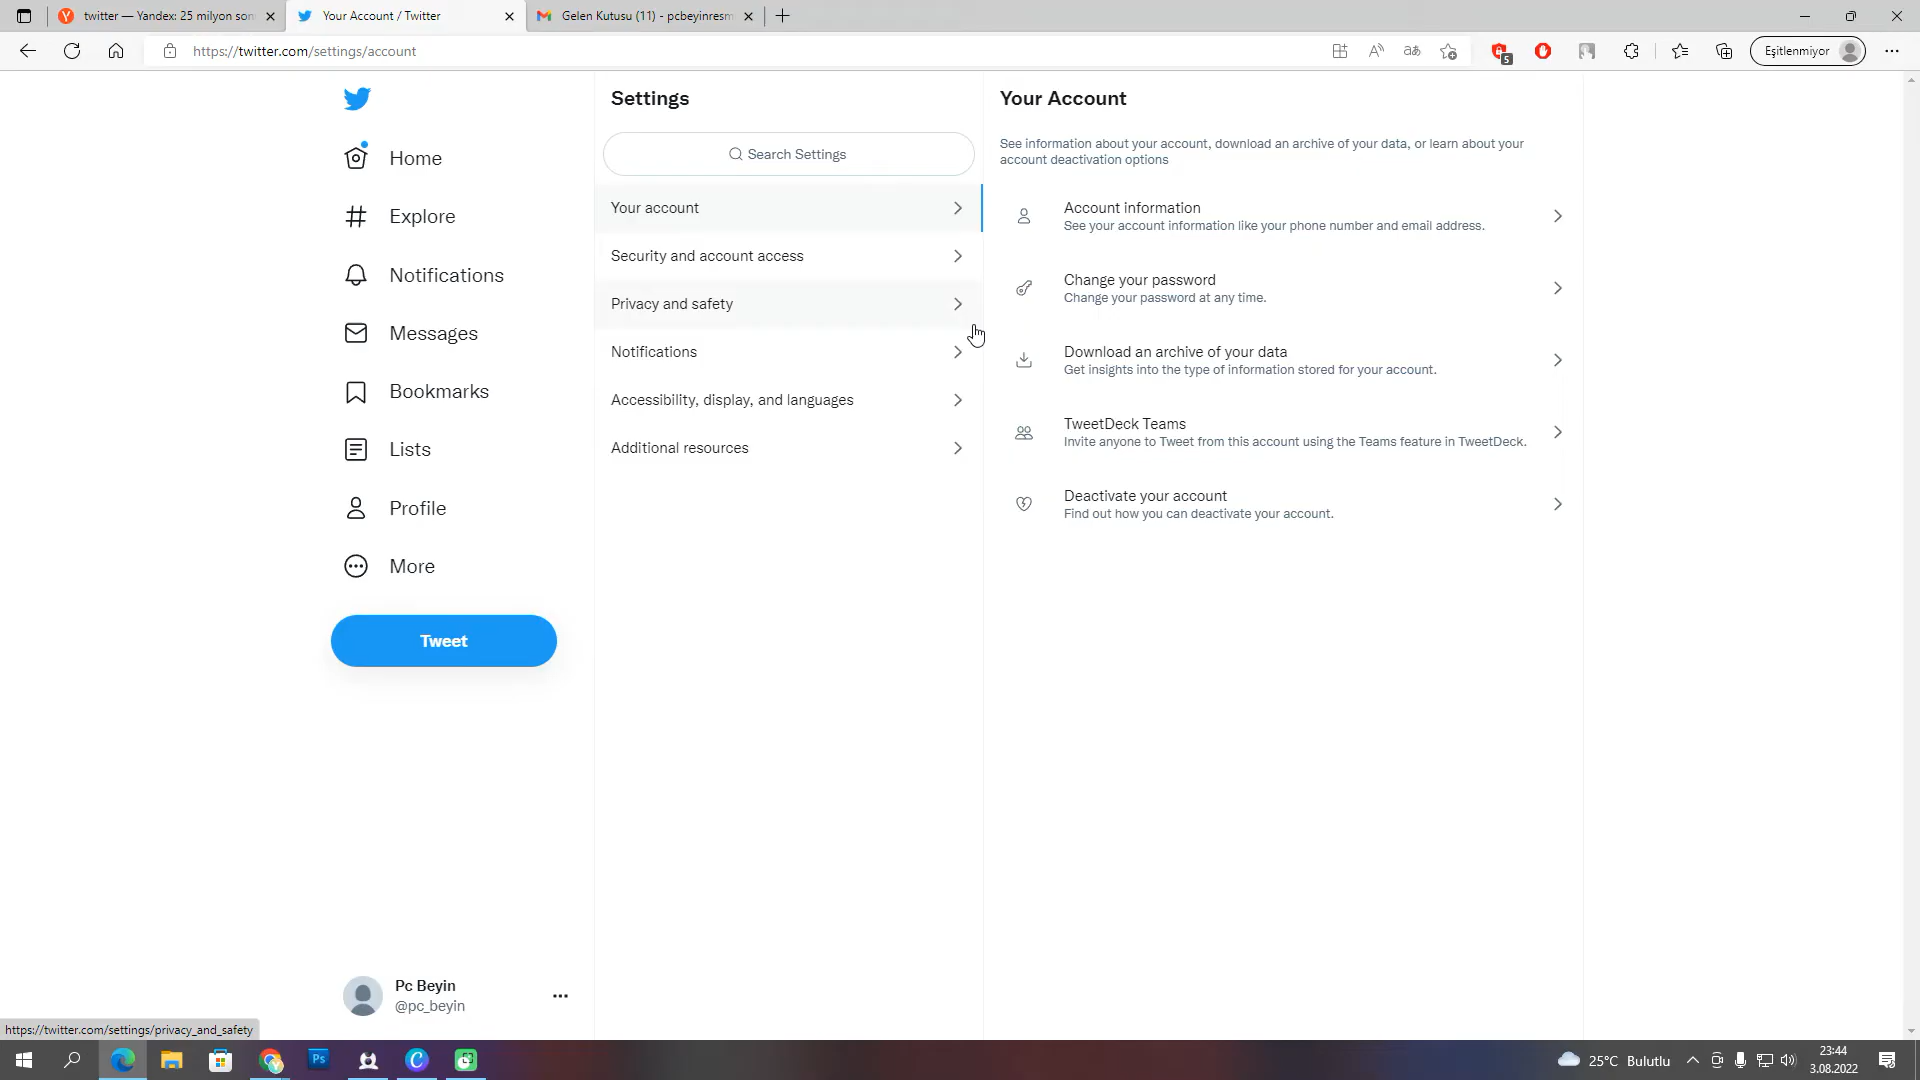 twitter — Yandex: 25 milyon son
Your Account / Twitter
Gelen Kutusu (11) - pcbeyinresm
https://twitter.com/settings/account
5
Eşitlenmiyor
Home
Explore
Notifications
Messages
Bookmarks
Lists
Profile
More
Tweet
Pc Beyin
@pc_beyin
Settings
Search Settings
Your account
Security and account access
Privacy and safety
Notifications
Accessibility, display, and languages
Additional resources
Your Account
See information about your account, download an archive of your data, or learn about your
account deactivation options
Account information
See your account information like your phone number and email address.
Change your password
Change your password at any time.
Download an archive of your data
Get insights into the type of information stored for your account.
TweetDeck Teams
Invite anyone to Tweet from this account using the Teams feature in TweetDeck.
Deactivate your account
Find out how you can deactivate your account.
https://twitter.com/settings/privacy_and_safety
Ps
25°C Bulutlu
23:44
3.08.2022